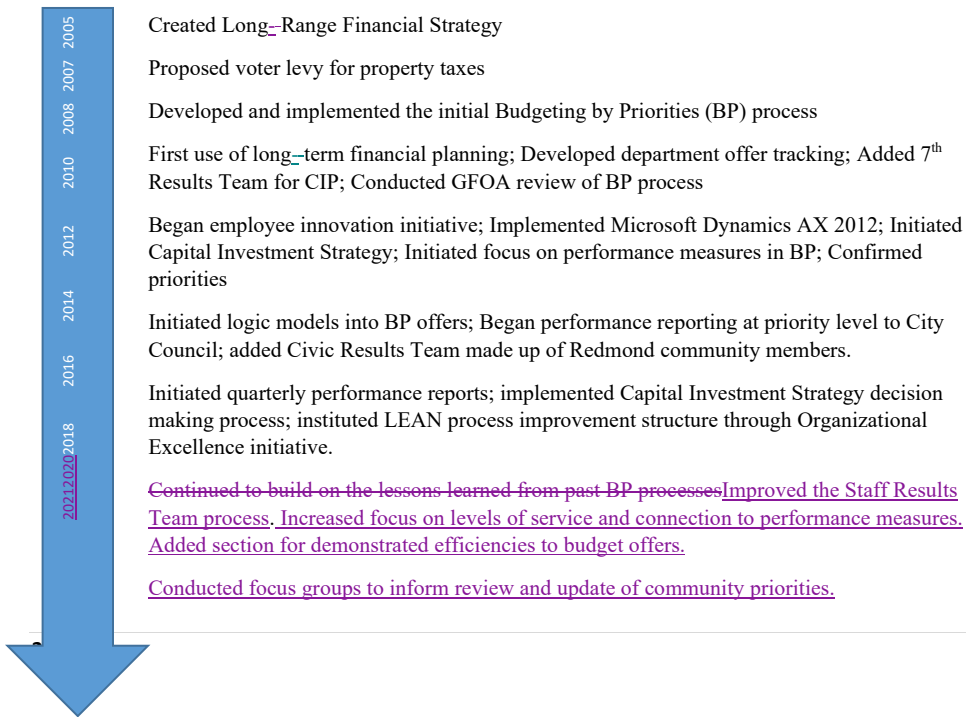 2005
Created Long--Range Financial Strategy
2007
Proposed voter levy for property taxes
2008
Developed and implemented the initial Budgeting by Priorities (BP) process
2010
First use of long--term financial planning; Developed department offer tracking; Added 7th
Results Team for CIP; Conducted GFOA review of BP process
2012
Began employee innovation initiative; Implemented Microsoft Dynamics AX 2012; Initiated
Capital Investment Strategy; Initiated focus on performance measures in BP; Confirmed
priorities
2014
Initiated logic models into BP offers; Began performance reporting at priority level to City
Council; added Civic Results Team made up of Redmond community members.
2016
Initiated quarterly performance reports; implemented Capital Investment Strategy decision
making process; instituted LEAN process improvement structure through Organizational
Excellence initiative.
202120202018
Continued to build on the lessons learned from past BP processesImproved the Staff Results
Team process. Increased focus on levels of service and connection to performance measures.
Added section for demonstrated efficiencies to budget offers.
Conducted focus groups to inform review and update of community priorities.